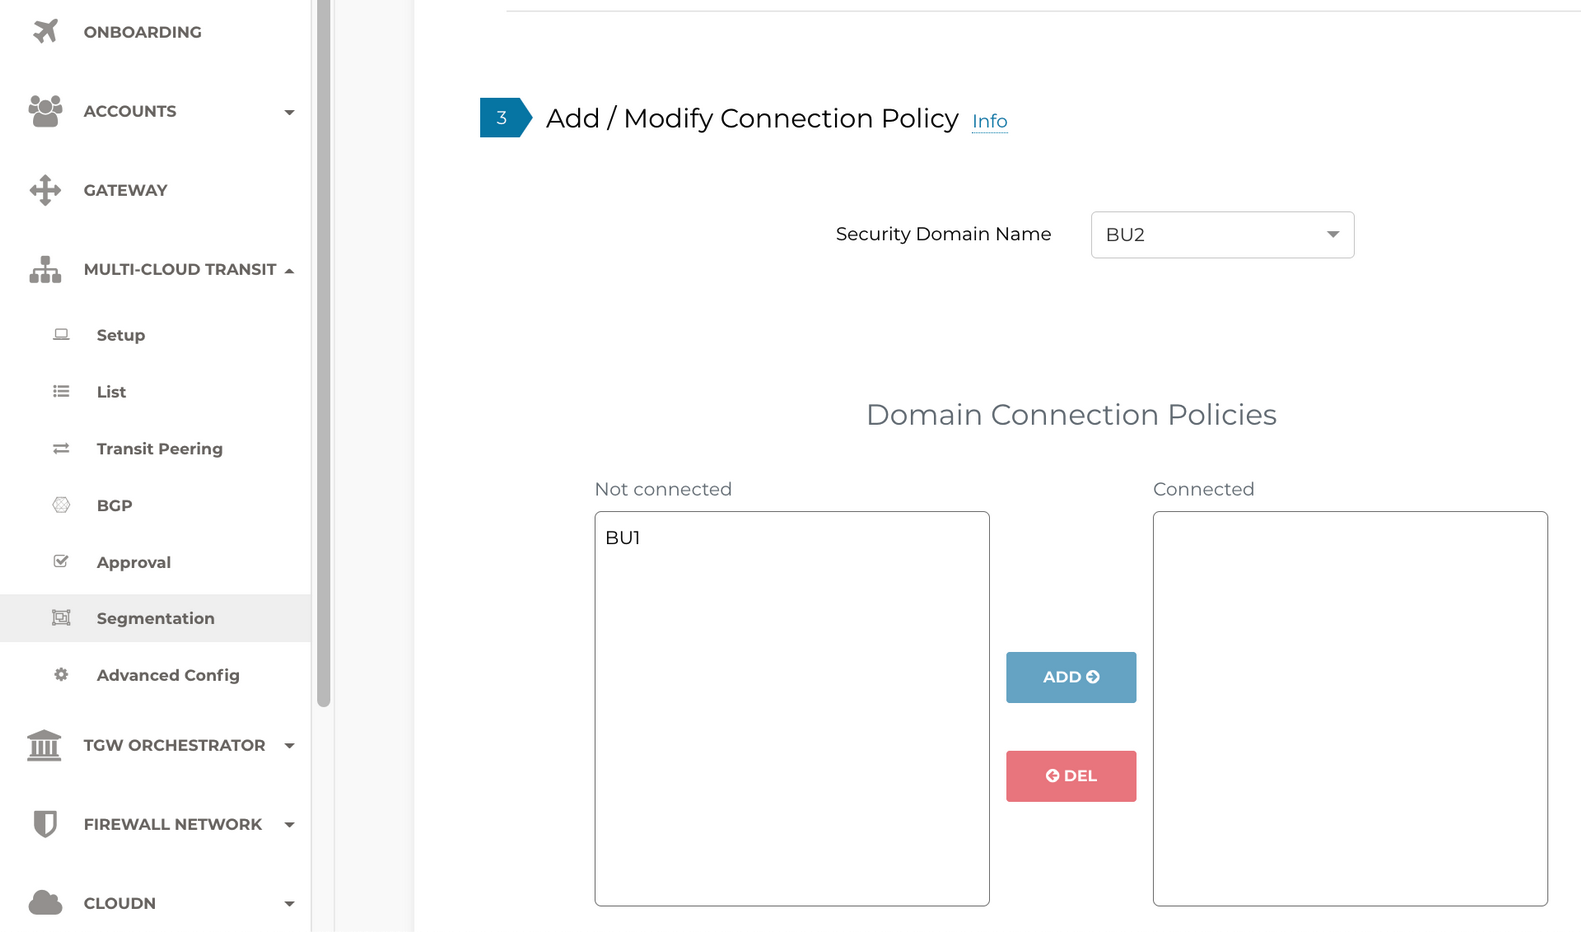 ONBOARDING
ACCOUNTS
GATEWAY
MULTI-CLOUD TRANSIT
Setup
List
Transit Peering
BGP
Approval
Segmentation
Advanced Config
TGW ORCHESTRATOR
FIREWALL NETWORK
CLOUDN
3 Add / Modify Connection Policy Info
Security Domain Name BU2
Domain Connection Policies
Not connected
BU1
ADD
DEL
Connected